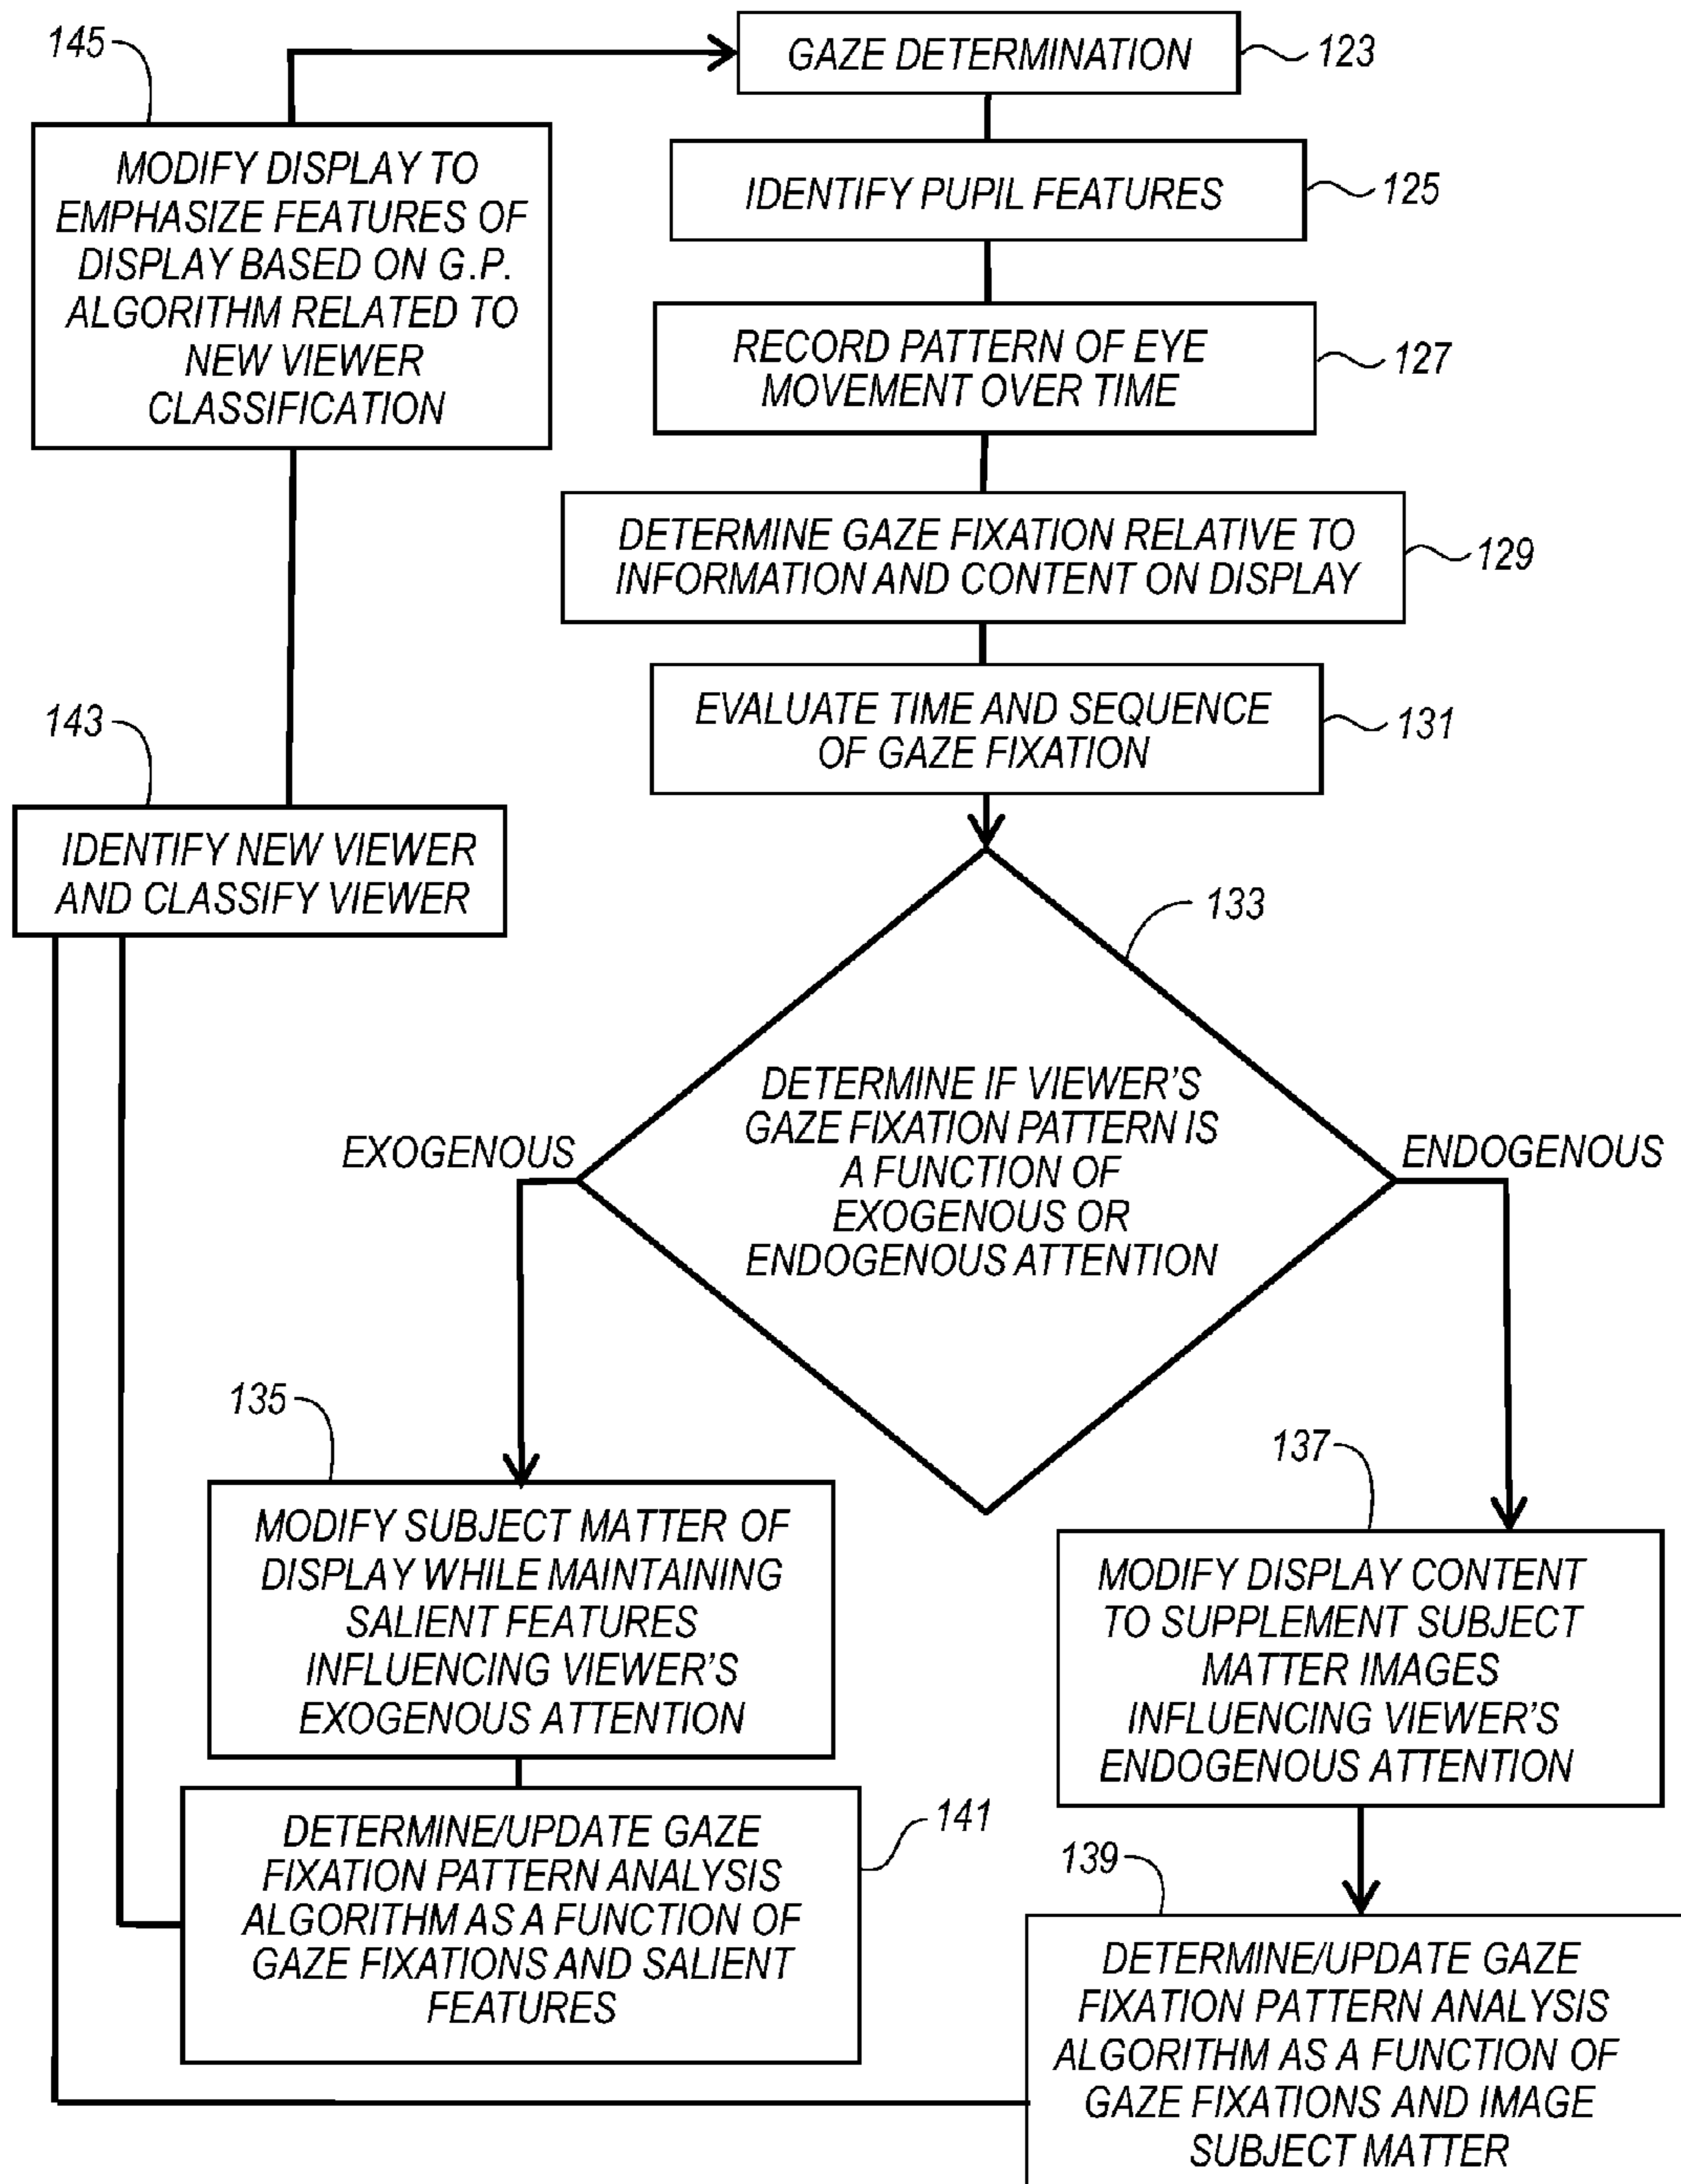 145
GAZE DETERMINATION
123
MODIFY DISPLAY TO
EMPHASIZE FEATURES OF
DISPLAY BASED ON G.P.
ALGORITHM RELATED TO
NEW VIEWER
CLASSIFICATION
IDENTIFY PUPIL FEATURES
125
RECORD PATTERN OF EYE
MOVEMENT OVER TIME
127
DETERMINE GAZE FIXATION RELATIVE TO
INFORMATION AND CONTENT ON DISPLAY
129
EVALUATE TIME AND SEQUENCE
OF GAZE FIXATION
131
143
IDENTIFY NEW VIEWER
AND CLASSIFY VIEWER
133
DETERMINE IF VIEWER'S
GAZE FIXATION PATTERN IS
A FUNCTION OF
EXOGENOUS OR
ENDOGENOUS ATTENTION
EXOGENOUS
ENDOGENOUS
135
MODIFY SUBJECT MATTER OF
DISPLAY WHILE MAINTAINING
SALIENT FEATURES
INFLUENCING VIEWER'S
EXOGENOUS ATTENTION
137
MODIFY DISPLAY CONTENT
TO SUPPLEMENT SUBJECT
MATTER IMAGES
INFLUENCING VIEWER'S
ENDOGENOUS ATTENTION
DETERMINE/UPDATE GAZE
FIXATION PATTERN ANALYSIS
ALGORITHM AS A FUNCTION OF
GAZE FIXATIONS AND SALIENT
FEATURES
141
139
DETERMINE/UPDATE GAZE
FIXATION PATTERN ANALYSIS
ALGORITHM AS A FUNCTION OF
GAZE FIXATIONS AND IMAGE
SUBJECT MATTER